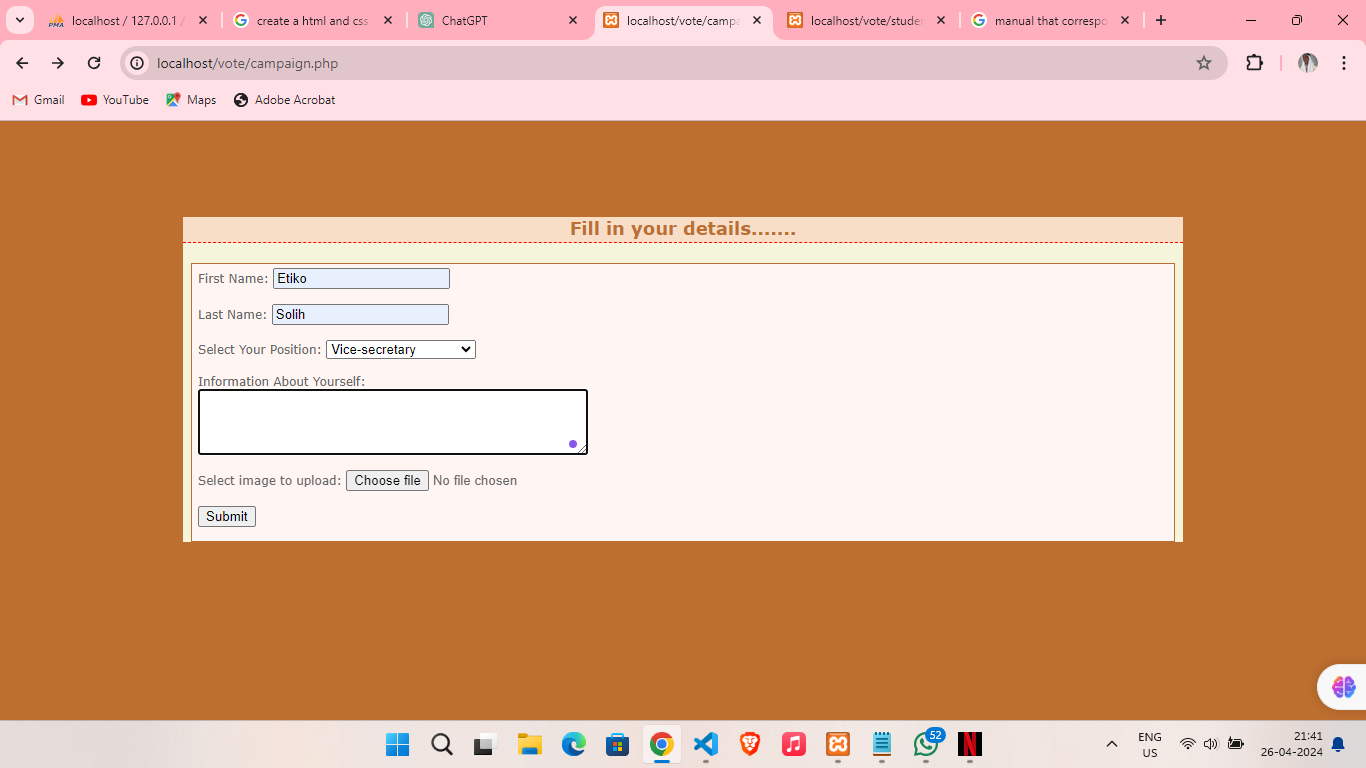 localhost / 127.0.0.1 /
create a html and css
ChatGPT
localhost/vote/campa
localhost/vote/stude
manual that correspo
localhost/vote/campaign.php
Gmail
YouTube
Maps
Adobe Acrobat
Fill in your details.......
First Name: Etiko
Last Name: Solih
Select Your Position: Vice-secretary
Information About Yourself:
Select image to upload: Choose file No file chosen
Submit
52
ENG
US
21:41
26-04-2024